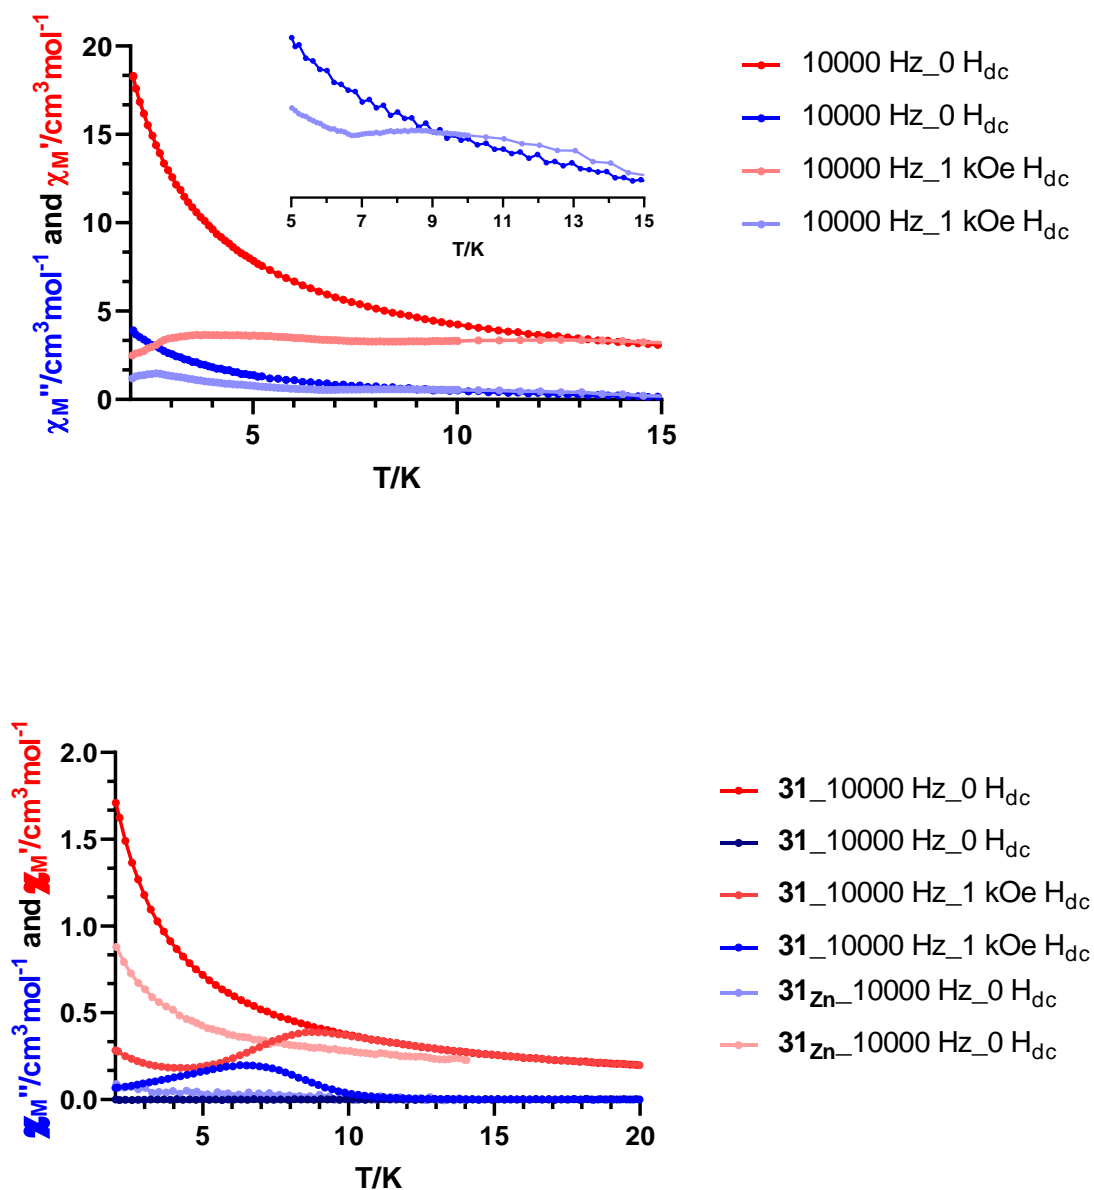 χM''/cm3mol-1 and χM'/cm3mol-1
20
15
10
5
0
5
10
15
T/K
5
7
9
11
13
15
T/K
10000 Hz_0 Hdc
10000 Hz_0 Hdc
10000 Hz_1 kOe Hdc
10000 Hz_1 kOe Hdc
χM''/cm3mol-1 and χM'/cm3mol-1
2.0
1.5
1.0
0.5
0.0
5
10
15
20
T/K
31_10000 Hz_0 Hdc
31_10000 Hz_0 Hdc
31_10000 Hz_1 kOe Hdc
31_10000 Hz_1 kOe Hdc
31Zn_10000 Hz_0 Hdc
31Zn_10000 Hz_0 Hdc